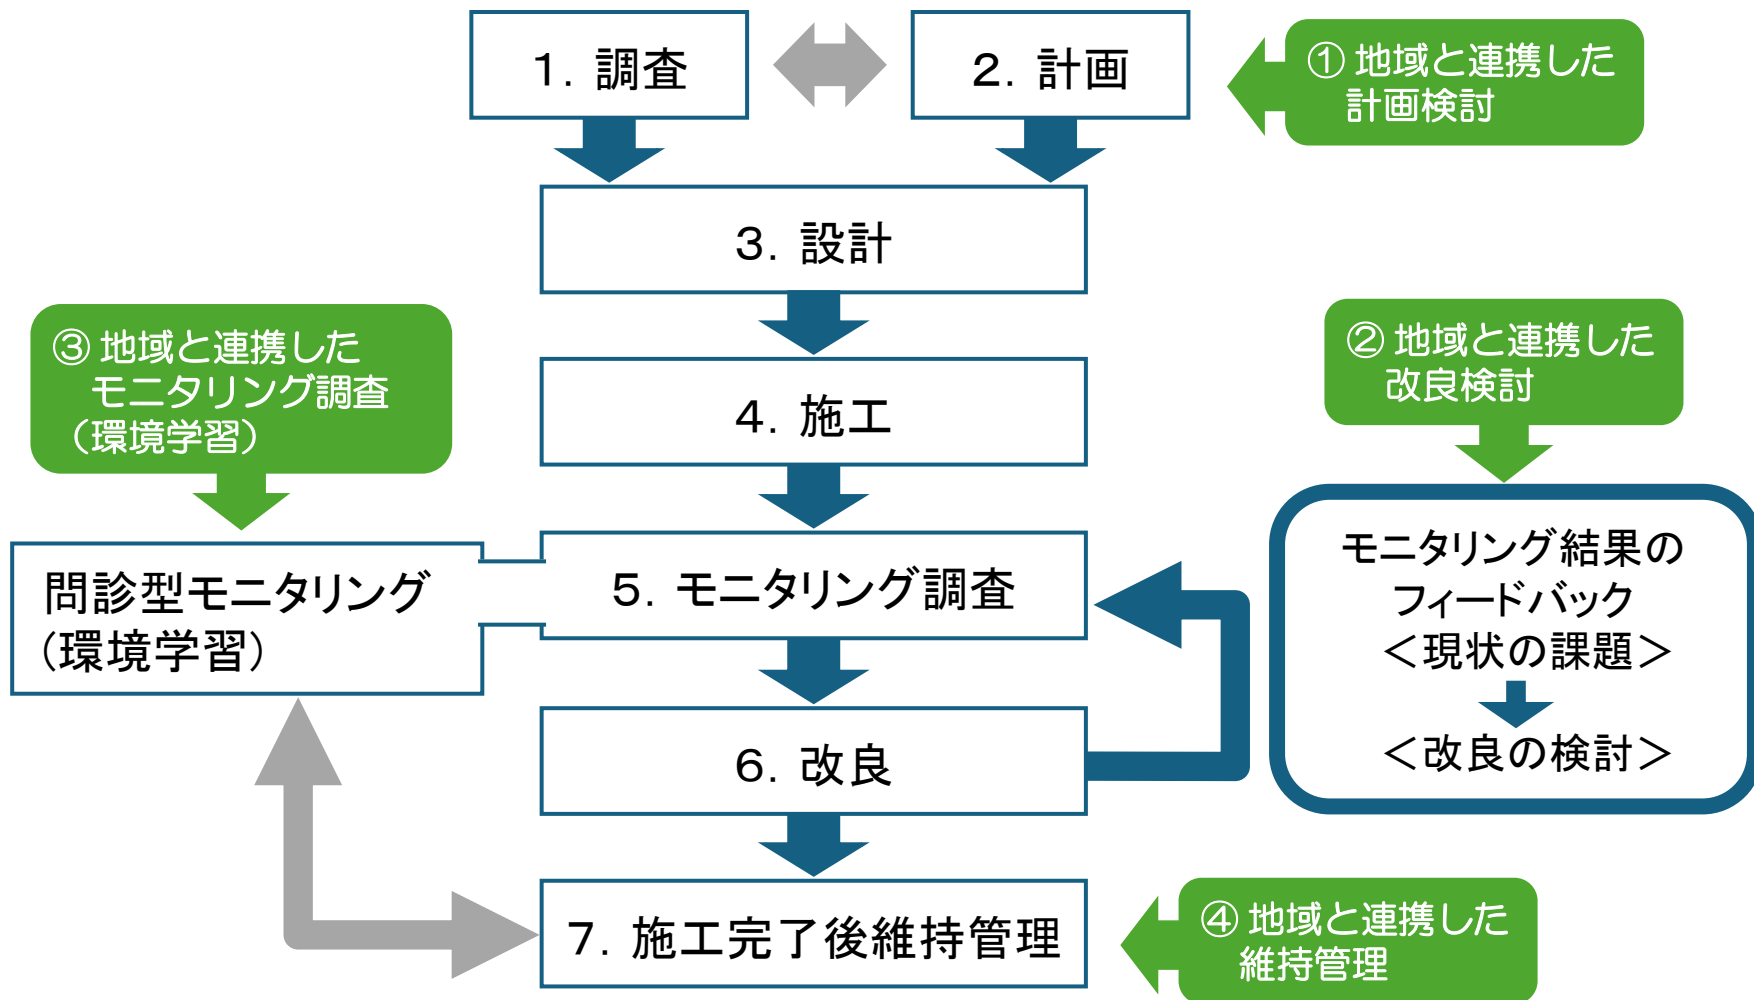 1. 調査
2. 計画
① 地域と連携した
計画検討
3. 設計
③ 地域と連携した
モニタリング調査
（環境学習）
② 地域と連携した
改良検討
4. 施工
問診型モニタリング
（環境学習）
5. モニタリング調査
モニタリング結果の
フィードバック
＜現状の課題＞
＜改良の検討＞
6. 改良
7. 施工完了後維持管理
④ 地域と連携した
維持管理